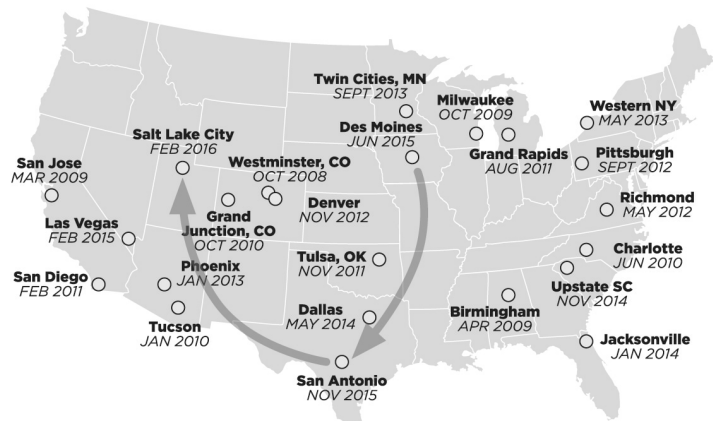 Twin Cities, MN
SEPT 2013
Milwaukee
OCT 2009
Western NY
MAY 2013
Salt Lake City
FEB 2016
Des Moines
JUN 2015
Grand Rapids
AUG 2011
Pittsburgh
SEPT 2012
San Jose
MAR 2009
Westminster, CO
OCT 2008
Denver
NOV 2012
Richmond
MAY 2012
Las Vegas
FEB 2015
Grand
Junction, CO
OCT 2010
Charlotte
JUN 2010
San Diego
FEB 2011
Phoenix
JAN 2013
Tulsa, OK
NOV 2011
Upstate SC
NOV 2014
Tucson
JAN 2010
Dallas
MAY 2014
Birmingham
APR 2009
Jacksonville
JAN 2014
San Antonio
NOV 2015